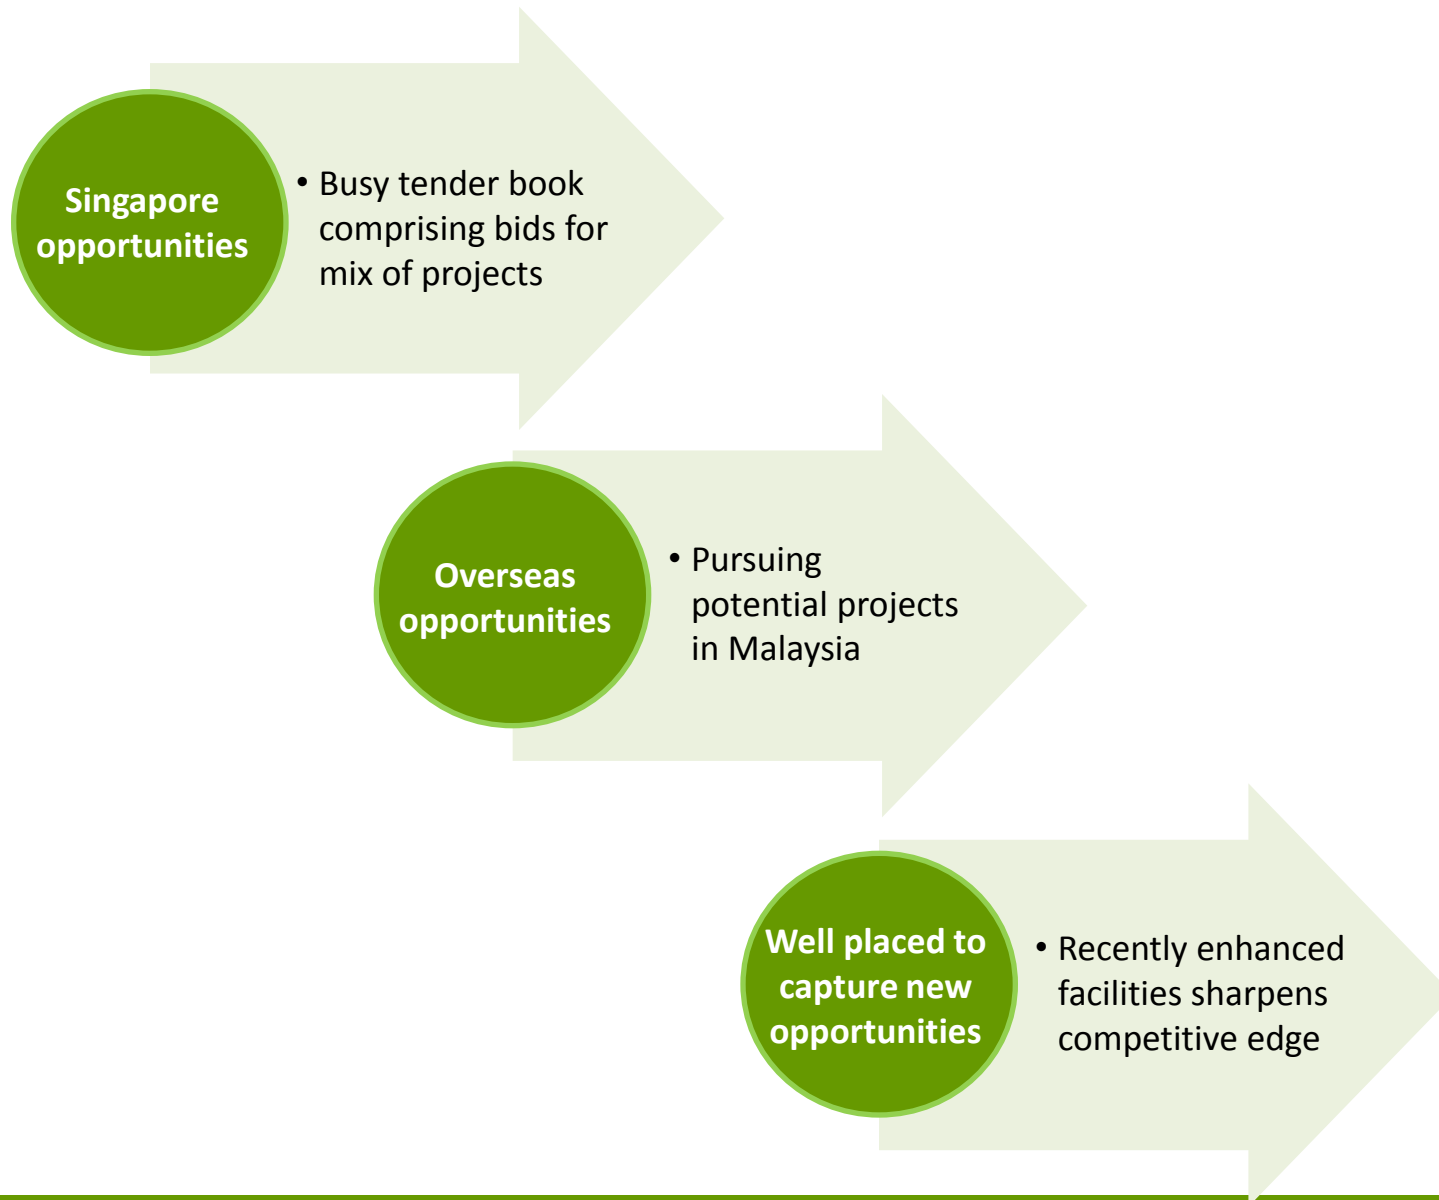 Singapore
opportunities
• Busy tender book
comprising bids for
mix of projects
Overseas
opportunities
• Pursuing
potential projects
in Malaysia
Well placed to
capture new
opportunities
• Recently enhanced
facilities sharpens
competitive edge